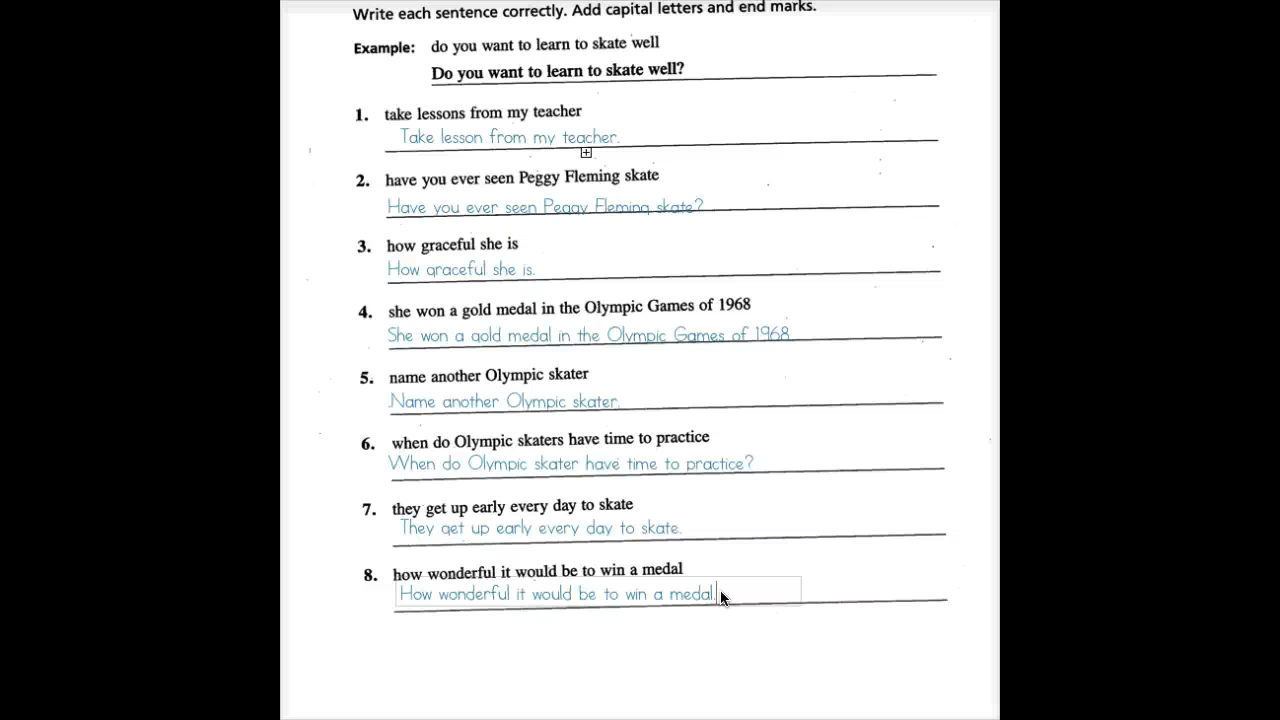 Write each sentence correctly. Add capital letters and end marks.
Example: do you want to learn to skate well
Do you want to learn to skate well?
1. take lessons from my teacher
Take lesson from my teacher.
2. have you ever seen Peggy Fleming skate
Have you ever seen Peggy Fleming skate?
3. how graceful she is
How graceful she is.
4. she won a gold medal in the Olympic Games of 1968
She won a gold medal in the Olympic Games of 1968.
5. name another Olympic skater
Name another Olympic skater.
6. when do Olympic skaters have time to practice
When do Olympic skater have time to practice?
7. they get up early every day to skate
They get up early every day to skate.
8. how wonderful it would be to win a medal
How wonderful it would be to win a medal.